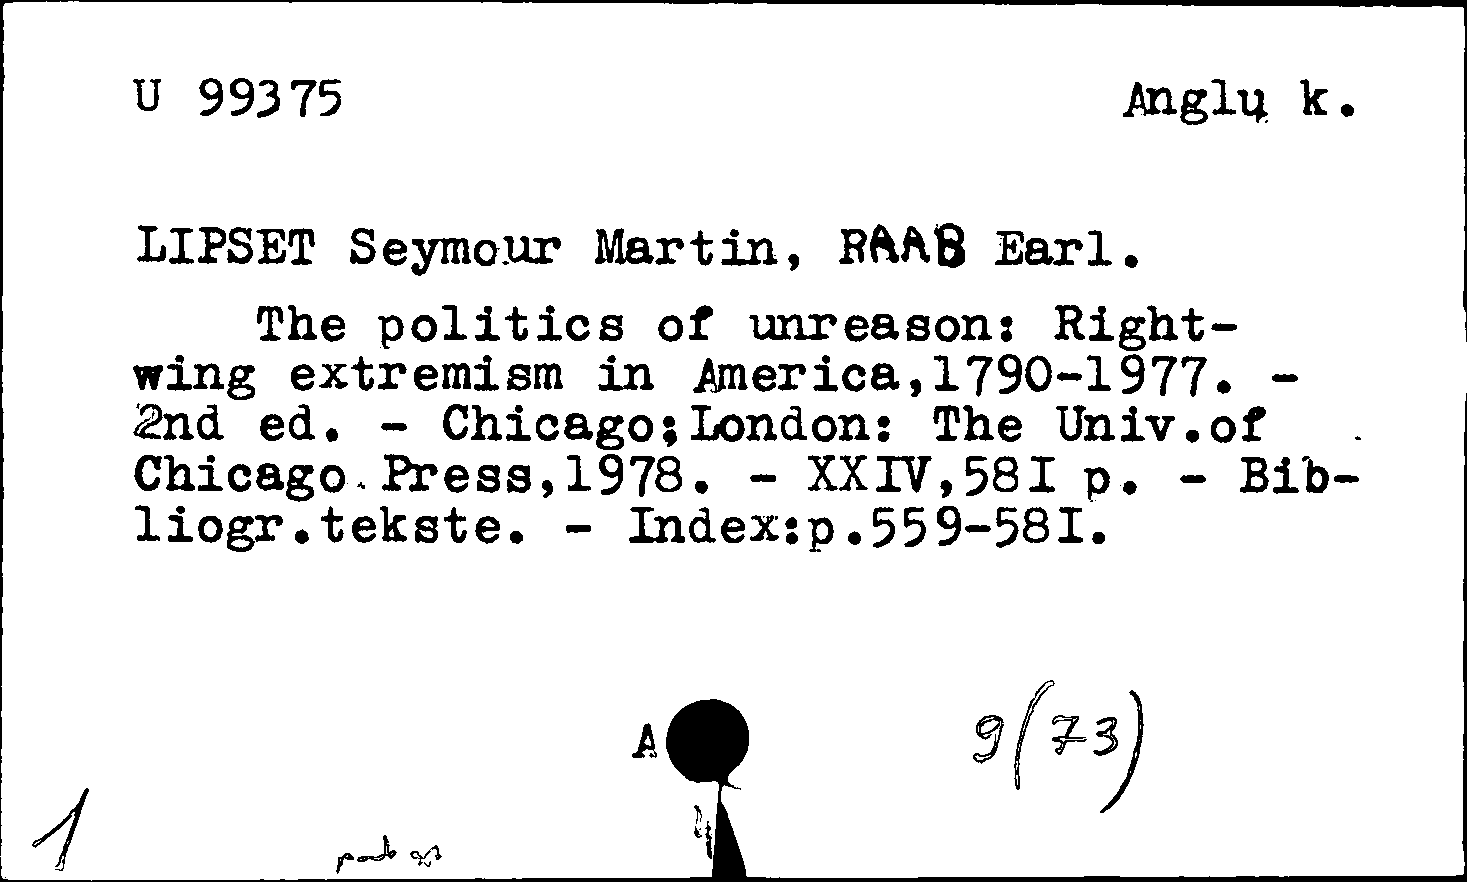 U 99375 Anglų k.
LIPSET Seymour Martin, RAAB Earl.
The politics of unreason: Right-
wing extremism in America,1790-1977. -
2nd ed. - Chicago;London: The Univ.of
Chicago Press,1978. - XXIV,58I p. - Bib-
liogr.tekste. - Index:p.559-58I.
A 9(73)
1